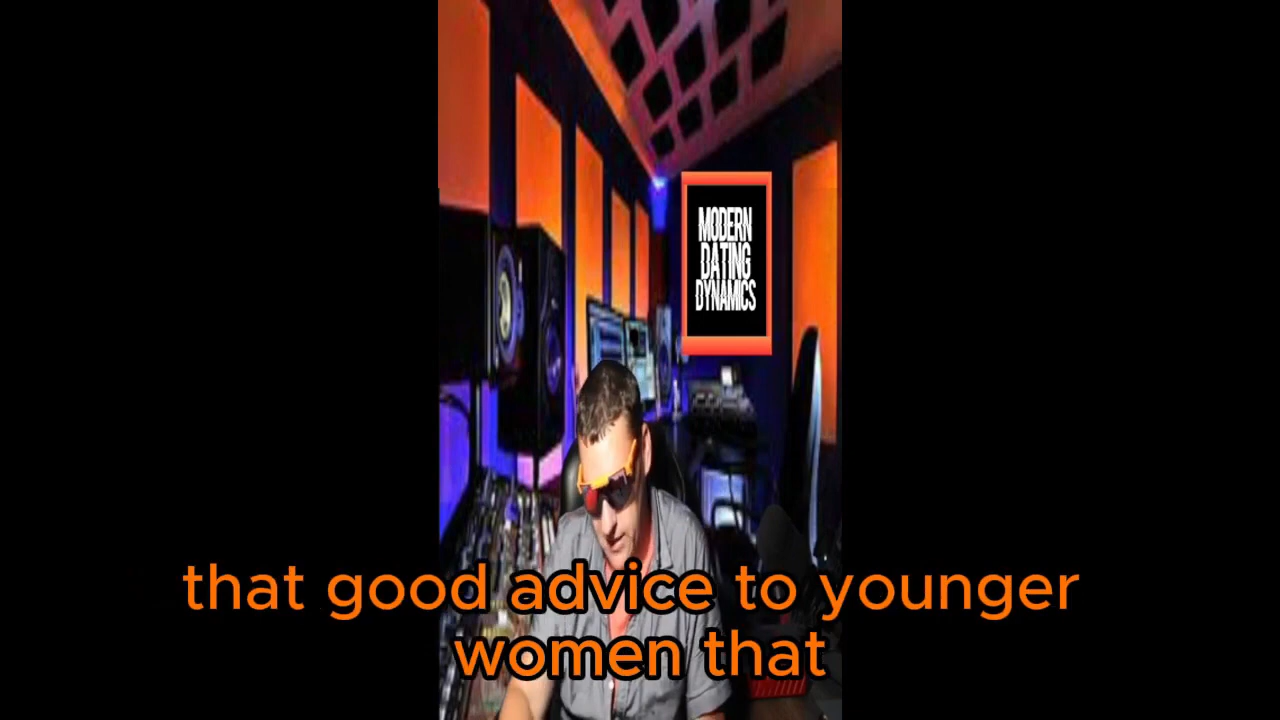 MODERN
DATING
DYNAMICS
that good advice to younger
women that